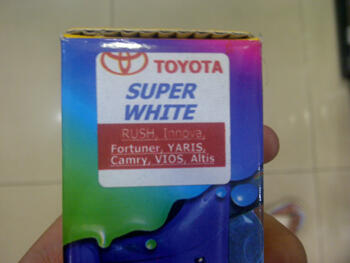 TOYOTA
SUPER
WHITE
RUSH, Innova,
Fortuner, YARIS,
Camry, VIOS, Altis